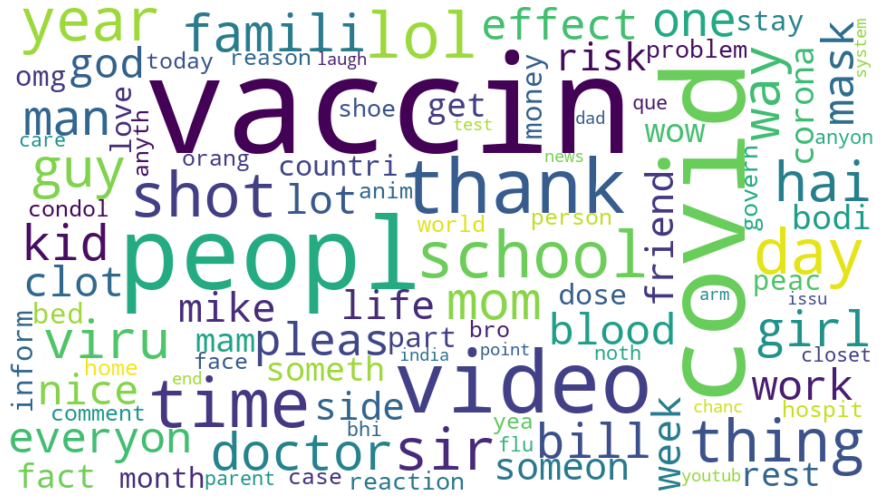 year
famili
lol
effect
one
stay
omg
god
today
reason
laugh
vaccin
risk
problem
covid
way
corona
mask
system
man
love
anyth
shoe
get
test
money
dad
que
wow
anyon
care
guy
orang
countri
news
govern
hai
condol
shot
lot
anim
thank
friend
bodi
kid
peopl
world
person
school
day
clot
mike
life
mom
dose
peac
arm
issu
bed
viru
mam
pleas
part
bro
blood
girl
inform
home
face
someth
india
point
noth
closet
nice
end
time
side
video
work
comment
chanc
hospit
everyon
doctor
bhi
sir
yea
flu
bill
week
thing
fact
month
parent
case
reaction
someon
youtub
rest